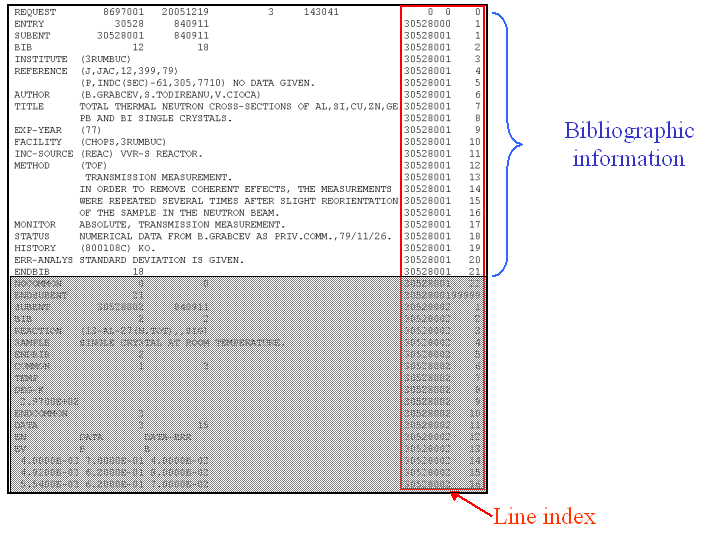 REQUEST 8697001 20051219 3 143041 0 0 0
ENTRY 30528 840911 30528000 1
SUBENT 30528001 840911 30528001 1
BIB 12 18 30528001 2
INSTITUTE (3RUMBUC) 30528001 3
REFERENCE (J,JAC,12,399,79) 30528001 4
(P,INDC(SEC)-61,305,7710) NO DATA GIVEN. 30528001 5
AUTHOR (B.GRABCEV,S.TODIREANU,V.CIOCA) 30528001 6
TITLE TOTAL THERMAL NEUTRON CROSS-SECTIONS OF AL,SI,CU,ZN,GE 30528001 7
PB AND BI SINGLE CRYSTALS. 30528001 8
EXP-YEAR (77) 30528001 9
FACILITY (CHOPS,3RUMBUC) 30528001 10
INC-SOURCE (REAC) VVR-S REACTOR. 30528001 11
METHOD (TOF) 30528001 12
TRANSMISSION MEASUREMENT. 30528001 13
IN ORDER TO REMOVE COHERENT EFFECTS, THE MEASUREMENTS 30528001 14
WERE REPEATED SEVERAL TIMES AFTER SLIGHT REORIENTATION 30528001 15
OF THE SAMPLE IN THE NEUTRON BEAM. 30528001 16
MONITOR ABSOLUTE, TRANSMISSION MEASUREMENT. 30528001 17
STATUS NUMERICAL DATA FROM B.GRABCEV AS PRIV.COMM.,79/11/26. 30528001 18
HISTORY (800108C) KO. 30528001 19
ERR-ANALYS STANDARD DEVIATION IS GIVEN. 30528001 20
ENDBIB 18 30528001 21
NOCOMMON 0 0 30528001 22
ENDSUBENT 21 3052800199999
SUBENT 30528002 840911 30528002 1
BIB 2 2 30528002 2
REACTION (13-AL-27(N,TOT),,SIG) 30528002 3
SAMPLE SINGLE CRYSTAL AT ROOM TEMPERATURE. 30528002 4
ENDBIB 2 30528002 5
COMMON 1 3 30528002 6
TEMP 30528002 7
DEG-K 30528002 8
2.9700E+02 30528002 9
ENDCOMMON 3 30528002 10
DATA 3 15 30528002 11
EN DATA DATA-ERR 30528002 12
EV B B 30528002 13
4.0000E-03 7.0000E-01 4.0000E-02 30528002 14
4.9200E-03 6.2000E-01 30528002 15
5.5400E-03 6.2000E-01 7.0000E-02 30528002 16
Bibliographic
information
Line index